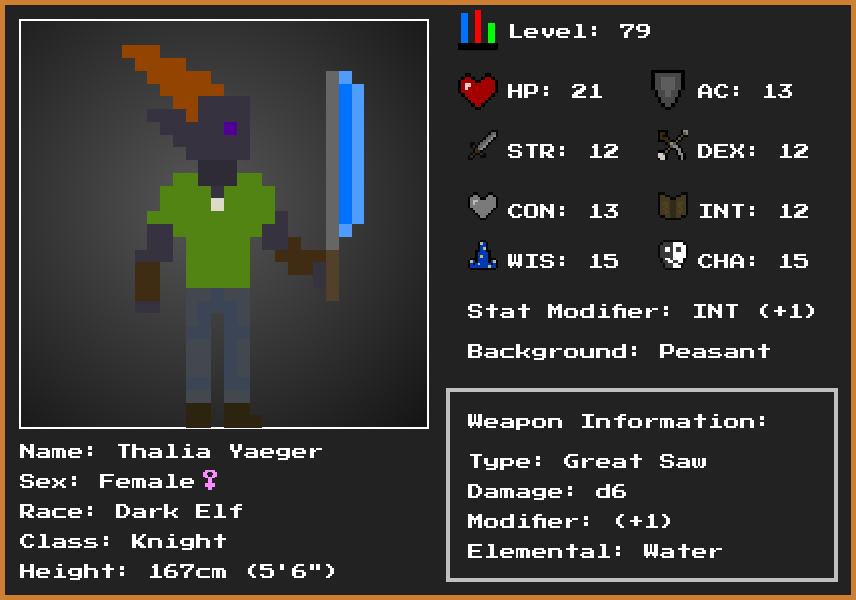 Level: 79
HP: 21 AC: 13
STR: 12 DEX: 12
CON: 13 INT: 12
WIS: 15 CHA: 15
Stat Modifier: INT (+1)
Background: Peasant
Weapon Information:
Type: Great Saw
Damage: d6
Modifier: (+1)
Elemental: Water
Name: Thalia Yaeger
Sex: Female♀
Race: Dark Elf
Class: Knight
Height: 167cm (5'6")